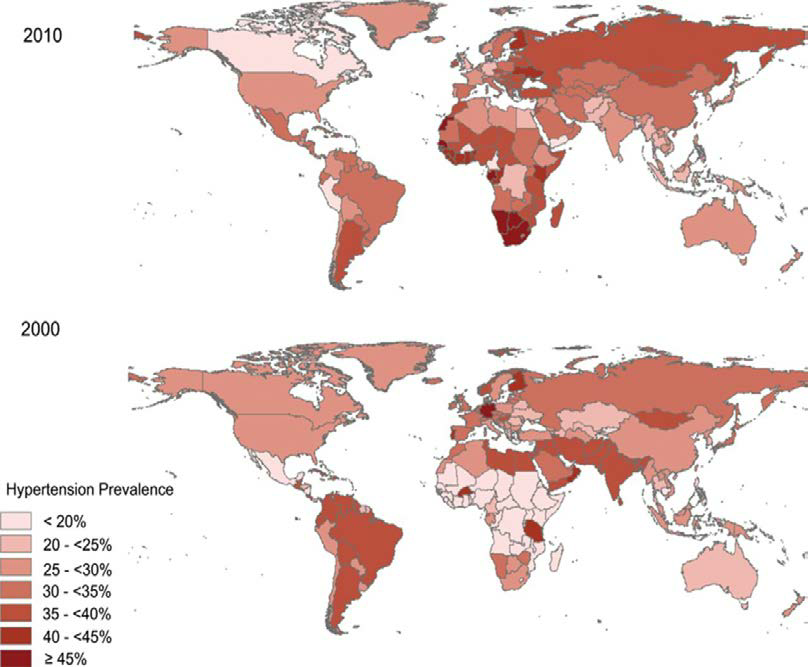 2010
2000
Hypertension Prevalence
< 20%
20 - <25%
25 - <30%
30 - <35%
35 - <40%
40 - <45%
≥ 45%